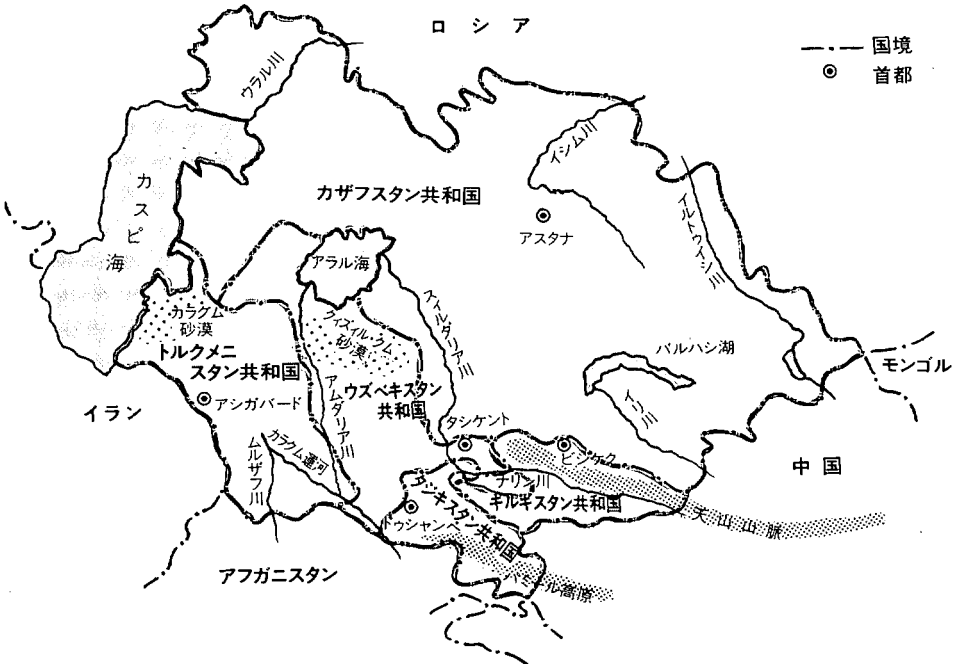 ロシア
国境
首都
ウラル川
イシム川
カスピ海
カザフスタン共和国
アスタナ
イルトゥイシ川
アラル海
スィルダリア川
カラグム
砂漠
クィズィル・クム
砂漠
バルハシ湖
トルクメニ
スタン共和国
モンゴル
ウズベキスタン
共和国
イラン
アシガバード
アムダリア川
イリ川
タシケント
カラクム運河
ムルザフ川
ビシケク
中国
ナリン川
キルギスタン共和国
タジキスタン共和国
ドゥシャンベ
天山山脈
アフガニスタン
パミール高原